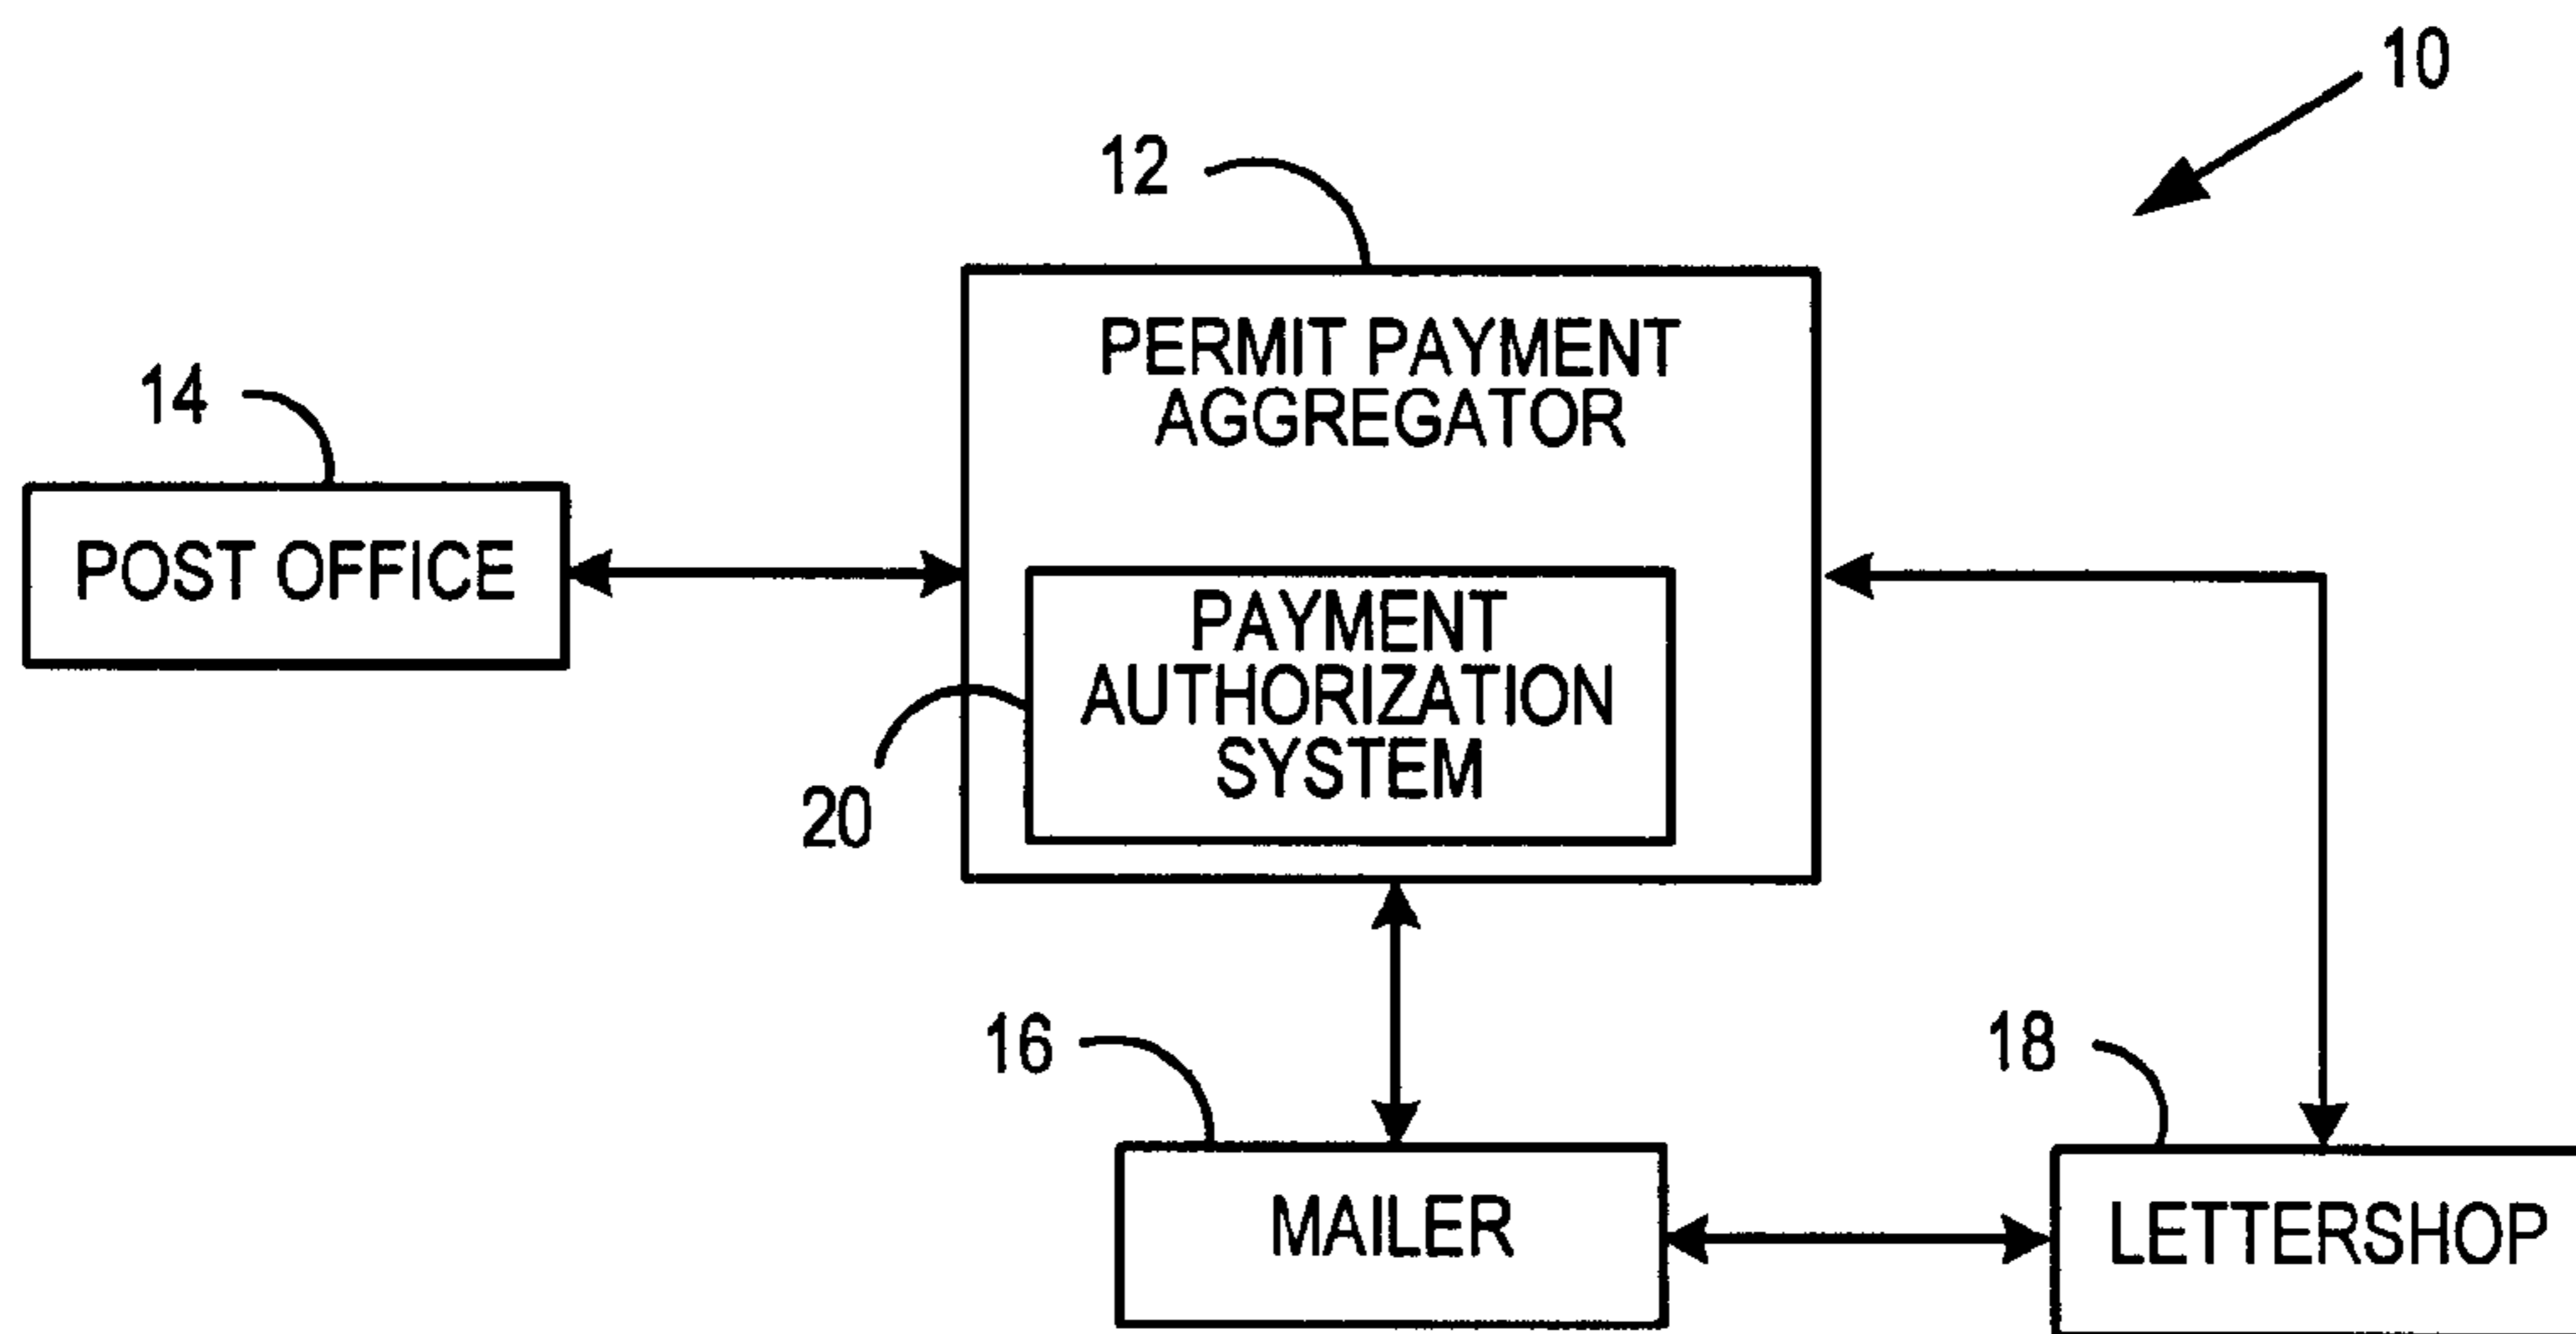 10
12
PERMIT PAYMENT
AGGREGATOR
14
POST OFFICE
PAYMENT
AUTHORIZATION
SYSTEM
20
16
MAILER
18
LETTERSHOP